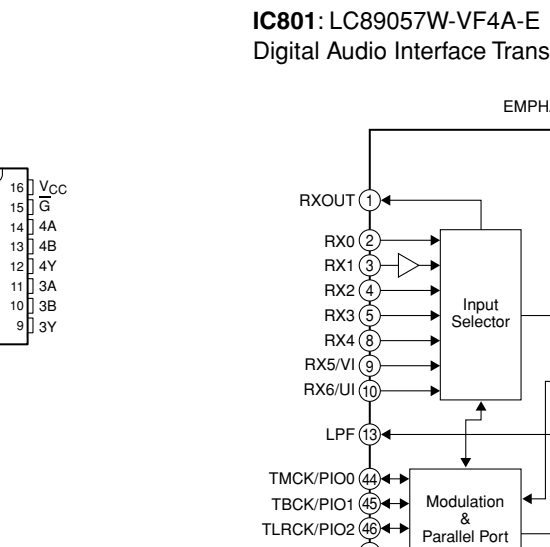 IC801: LC89057W-VF4A-E
Digital Audio Interface Trans
EMPHA
16 VCC
15 G
14 4A
13 4B
12 4Y
11 3A
10 3B
9 3Y
RXOUT 1
RX0 2
RX1 3
RX2 4
RX3 5
RX4 8
RX5/VI 9
RX6/UI 10
Input
Selector
LPF 13
TMCK/PIO0 44
TBCK/PIO1 45
TLRCK/PIO2 46
Modulation
&
Parallel Port